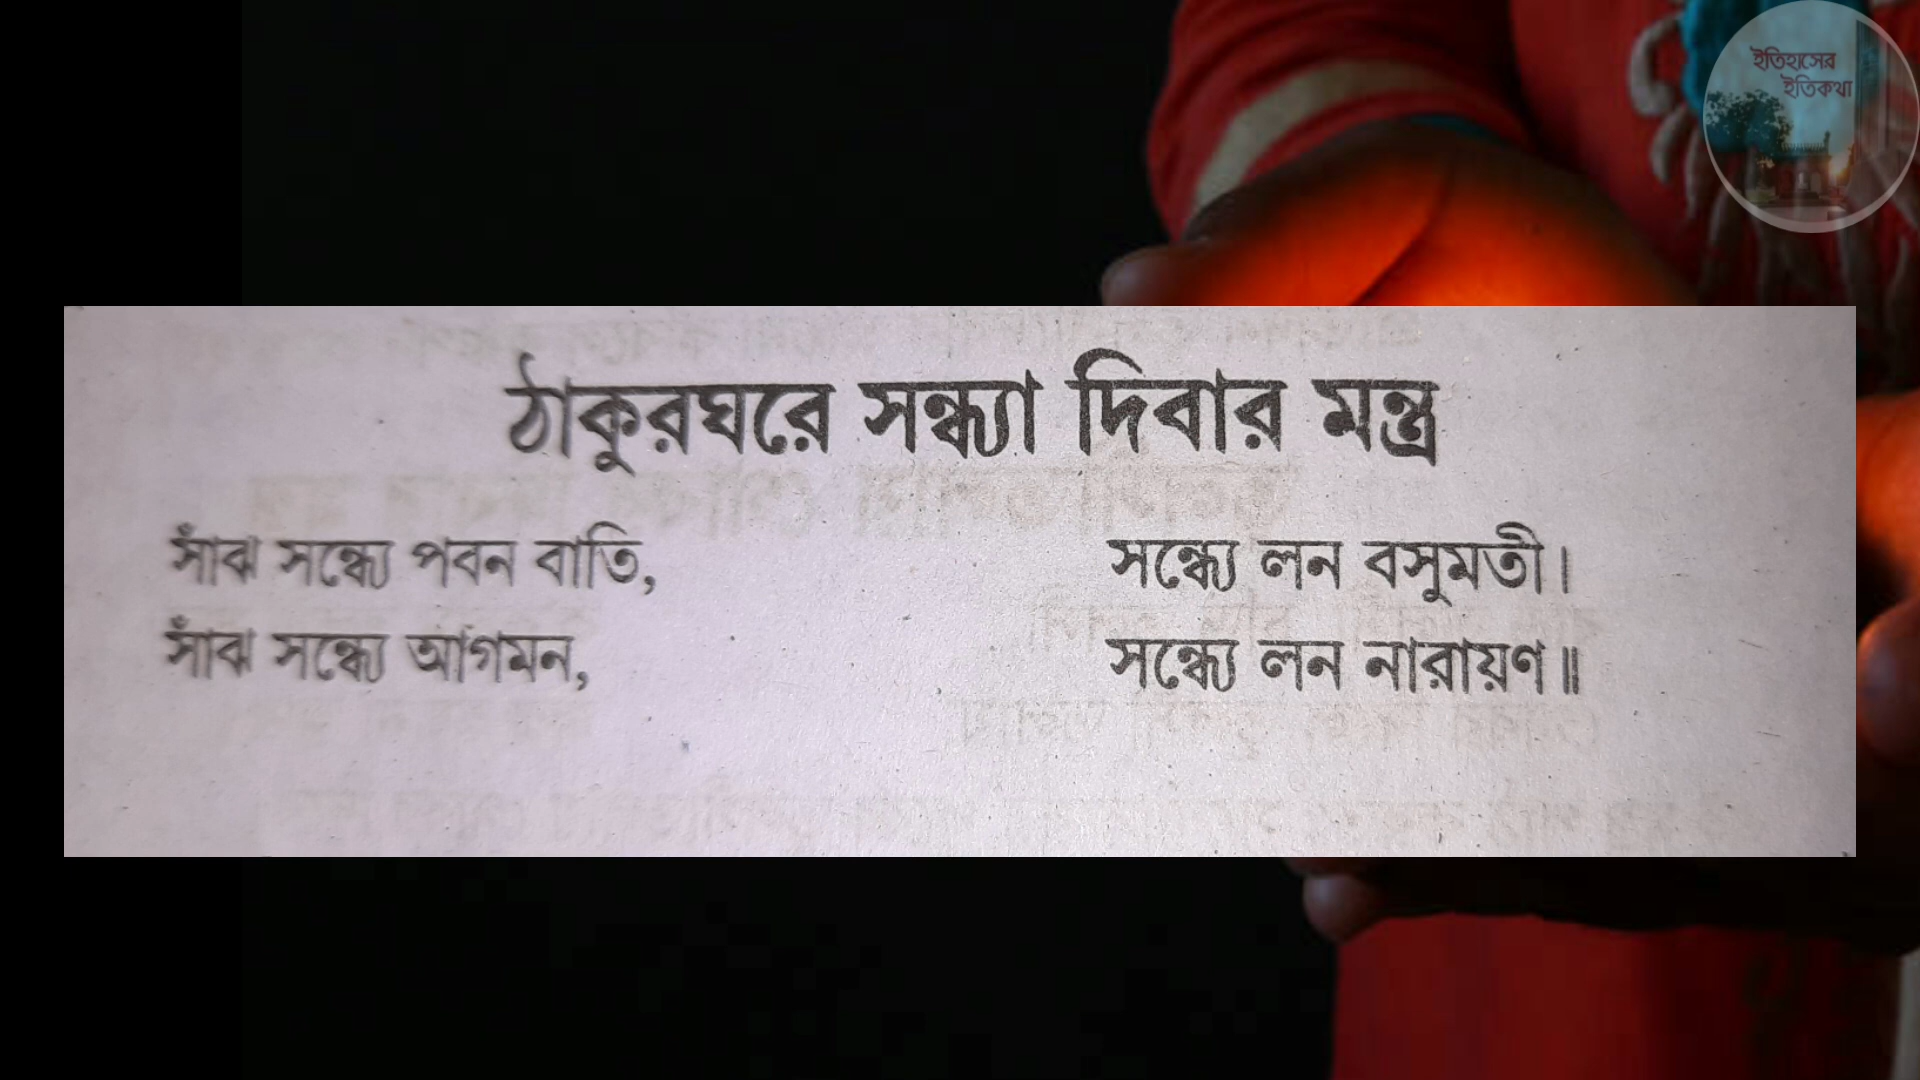 ইতিহাসের
ইতিকথা
ঠাকুরঘরে সন্ধ্যা দিবার মন্ত্র
সাঁঝ সন্ধ্যে পবন বাতি, সন্ধ্যে লন বসুমতী।
সাঁঝ সন্ধ্যে আগমন, সন্ধ্যে লন নারায়ণ॥